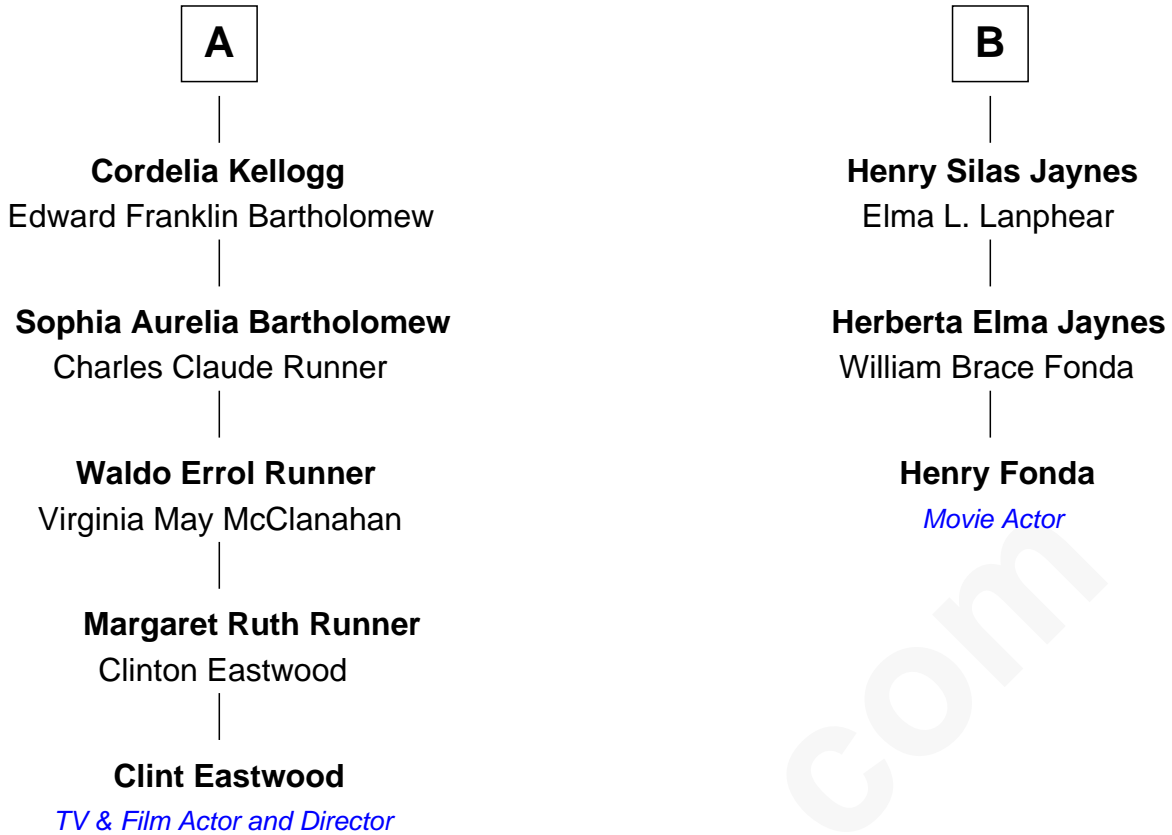 A
Cordelia Kellogg
Edward Franklin Bartholomew
Sophia Aurelia Bartholomew
Charles Claude Runner
Waldo Errol Runner
Virginia May McClanahan
Margaret Ruth Runner
Clinton Eastwood
Clint Eastwood
TV & Film Actor and Director
B
Henry Silas Jaynes
Elma L. Lanphear
Herberta Elma Jaynes
William Brace Fonda
Henry Fonda
Movie Actor
com